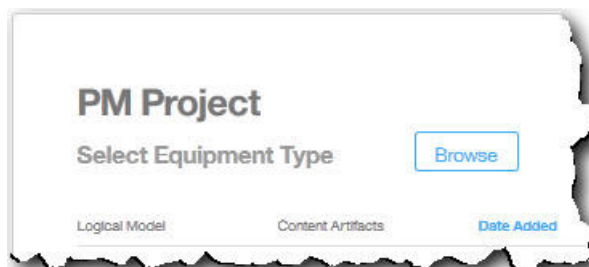 PM Project
Select Equipment Type Browse
Logical Model Content Artifacts Date Added